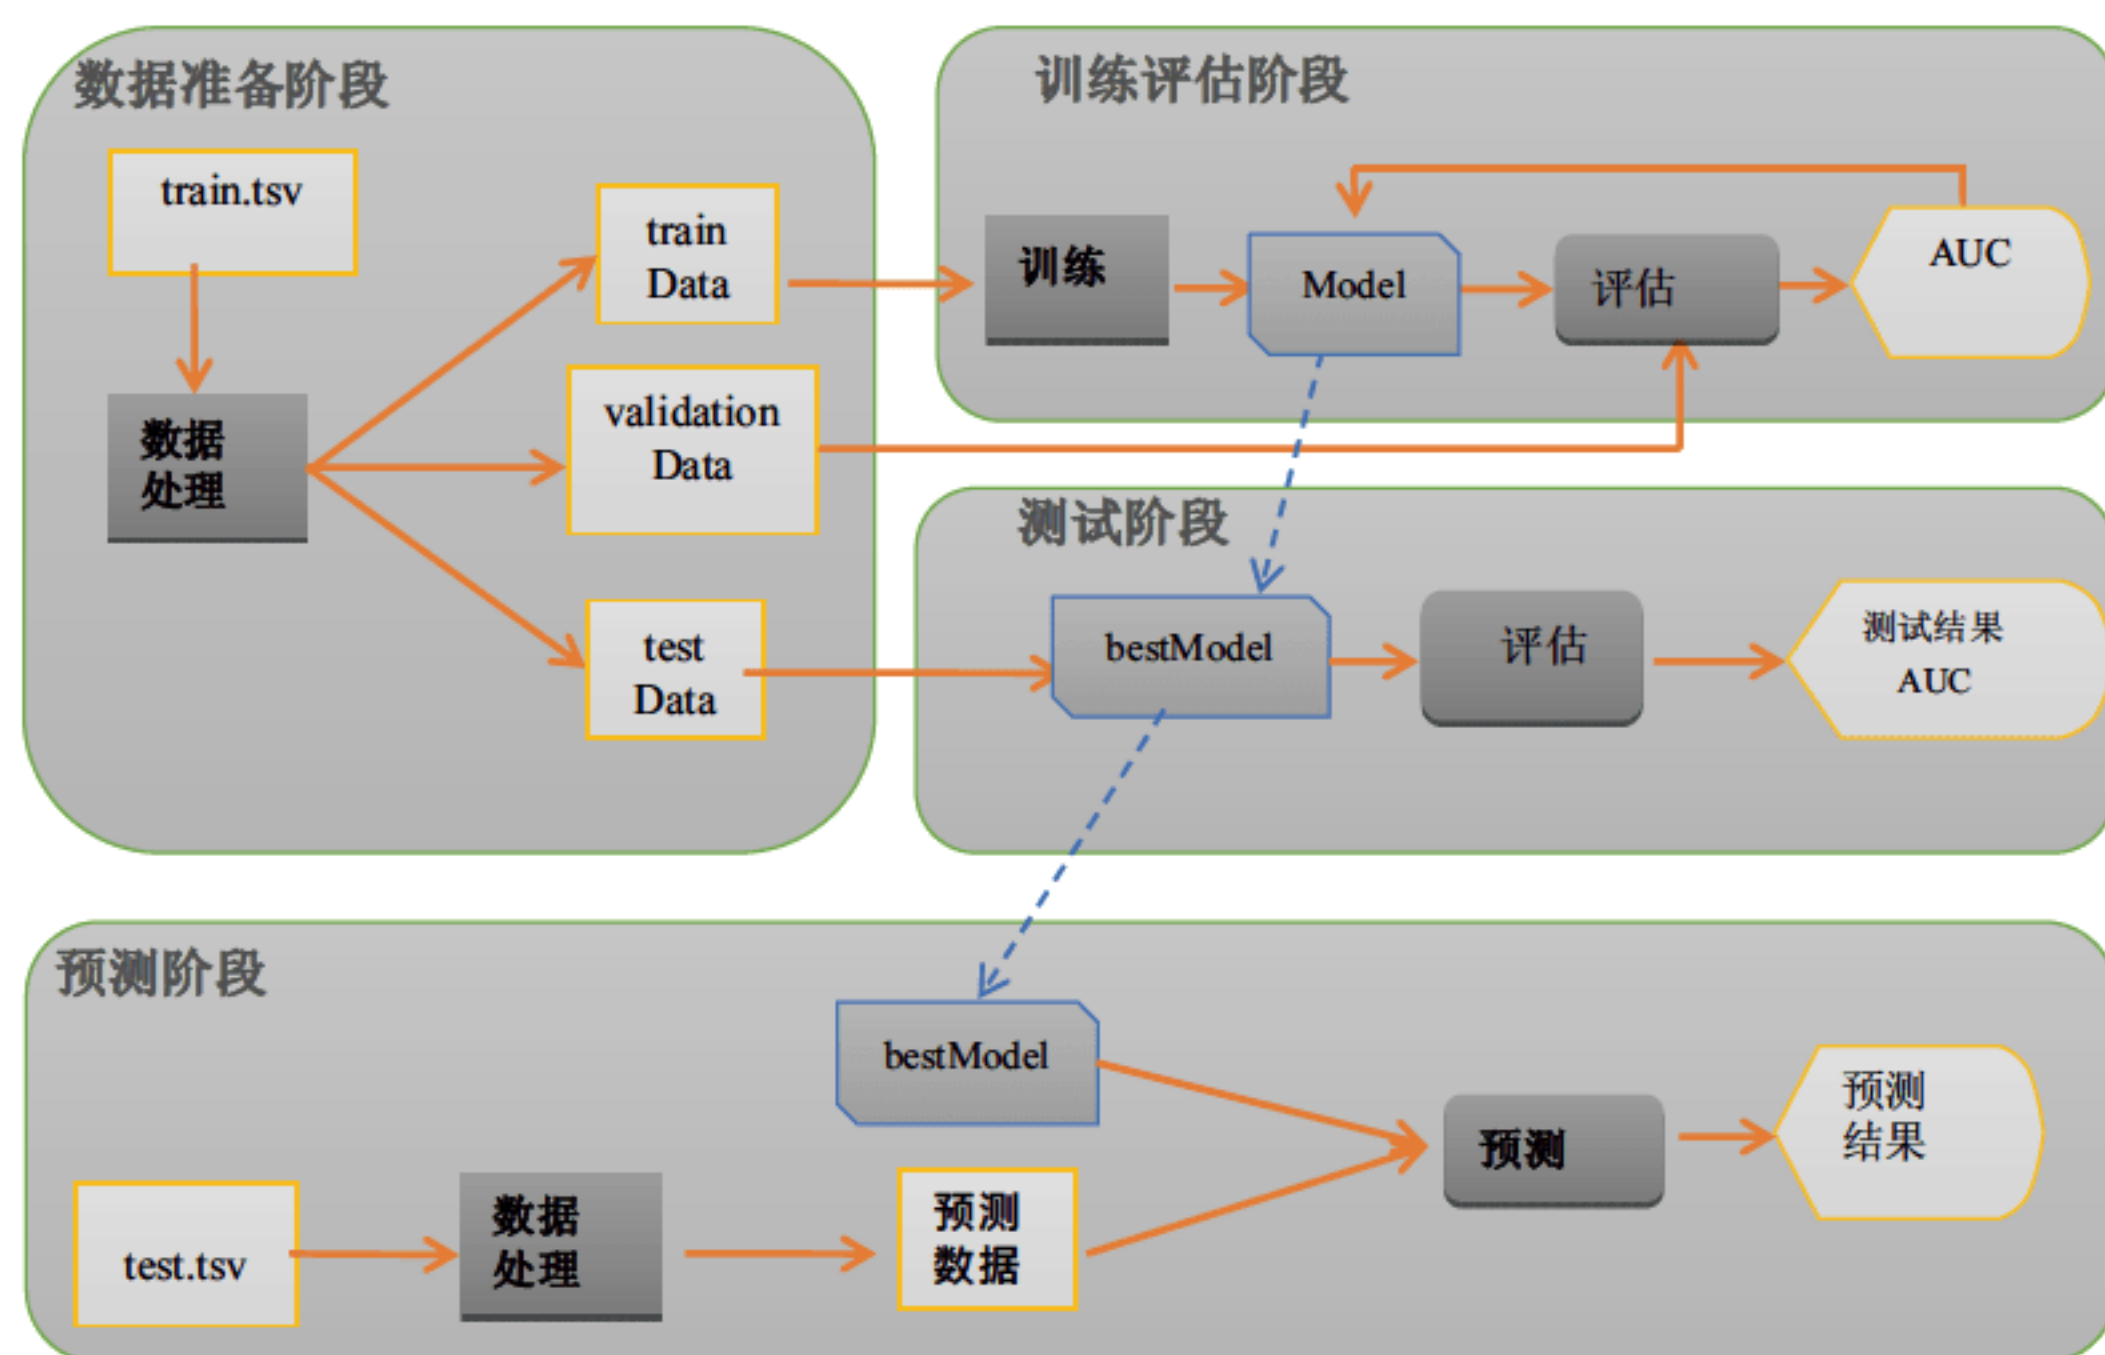 数据准备阶段
train.tsv
数据
处理
train
Data
validation
Data
test
Data
训练评估阶段
训练
Model
评估
AUC
测试阶段
bestModel
评估
测试结果
AUC
预测阶段
bestModel
test.tsv
数据
处理
预测
数据
预测
预测
结果